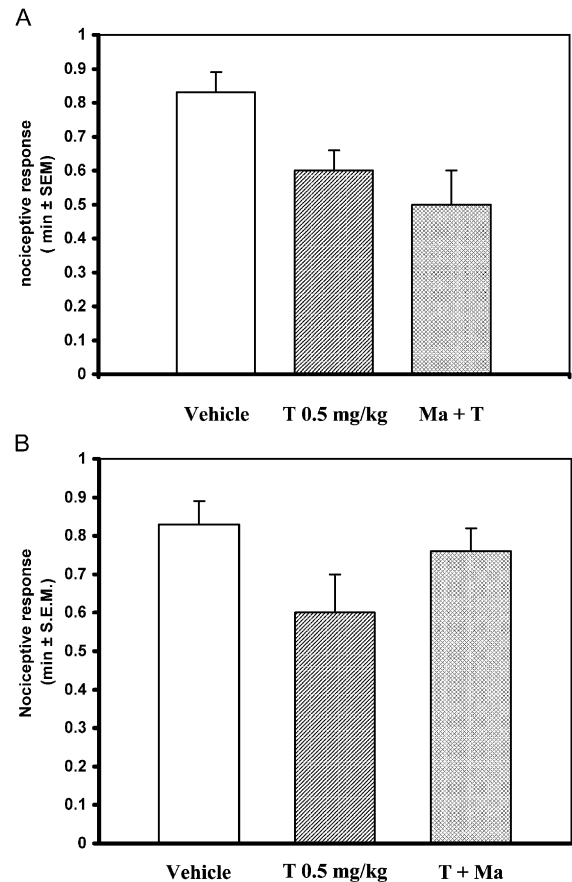 A
nociceptive response
( min ± SEM)
1
0.9
0.8
0.7
0.6
0.5
0.4
0.3
0.2
0.1
0
Vehicle T 0.5 mg/kg Ma + T
B
Nociceptive response
(min ± S.E.M.)
1
0.9
0.8
0.7
0.6
0.5
0.4
0.3
0.2
0.1
0
Vehicle T 0.5 mg/kg T + Ma